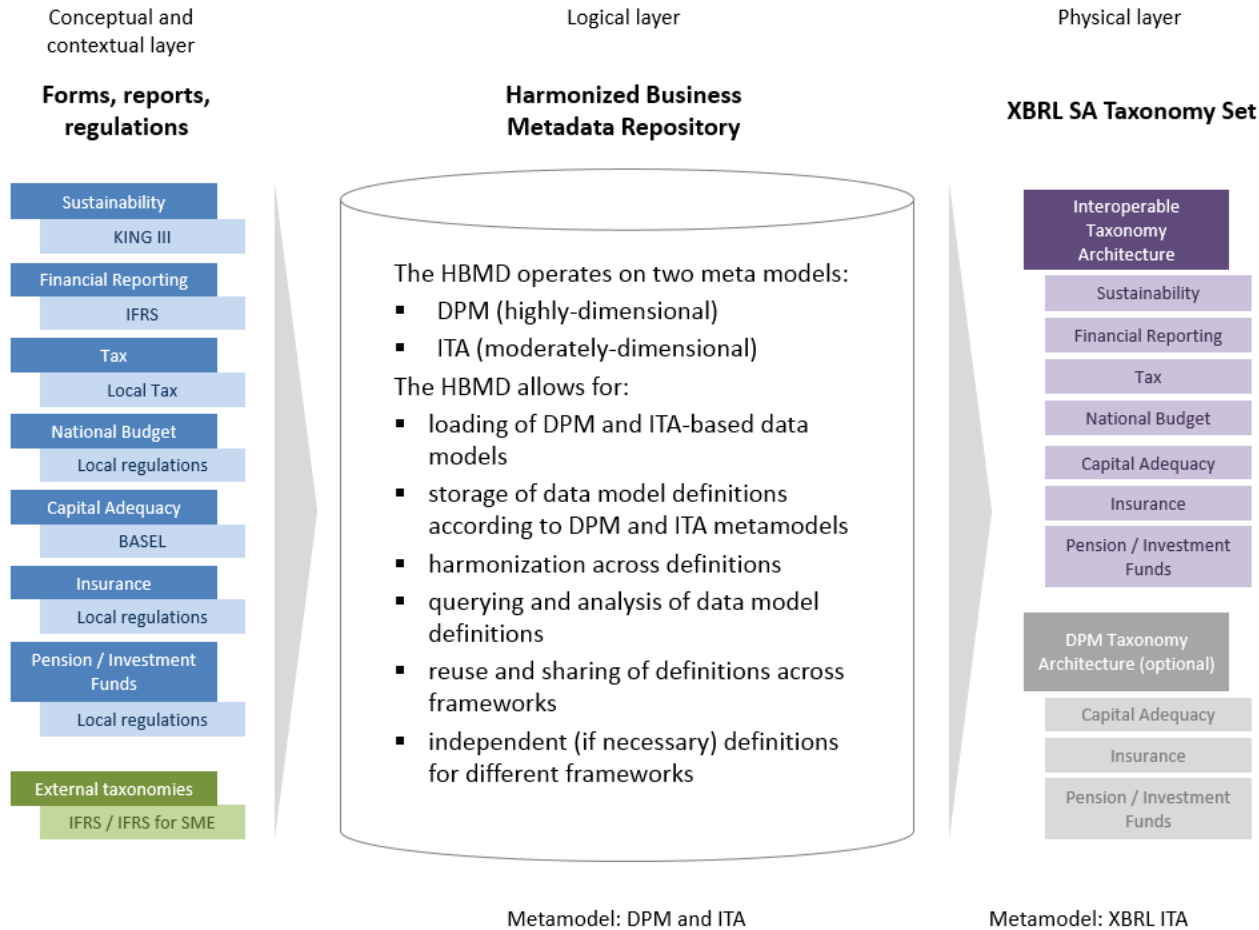 Conceptual and
contextual layer
Forms, reports,
regulations
Sustainability
KING III
Financial Reporting
IFRS
Tax
Local Tax
National Budget
Local regulations
Capital Adequacy
BASEL
Insurance
Local regulations
Pension / Investment
Funds
Local regulations
External taxonomies
IFRS / IFRS for SME
Logical layer
Harmonized Business
Metadata Repository
The HBMD operates on two meta models:
▪ DPM (highly-dimensional)
▪ ITA (moderately-dimensional)
The HBMD allows for:
▪ loading of DPM and ITA-based data
models
▪ storage of data model definitions
according to DPM and ITA metamodels
▪ harmonization across definitions
▪ querying and analysis of data model
definitions
▪ reuse and sharing of definitions across
frameworks
▪ independent (if necessary) definitions
for different frameworks
Metamodel: DPM and ITA
Physical layer
XBRL SA Taxonomy Set
Interoperable
Taxonomy
Architecture
Sustainability
Financial Reporting
Tax
National Budget
Capital Adequacy
Insurance
Pension / Investment
Funds
DPM Taxonomy
Architecture (optional)
Capital Adequacy
Insurance
Pension / Investment
Funds
Metamodel: XBRL ITA